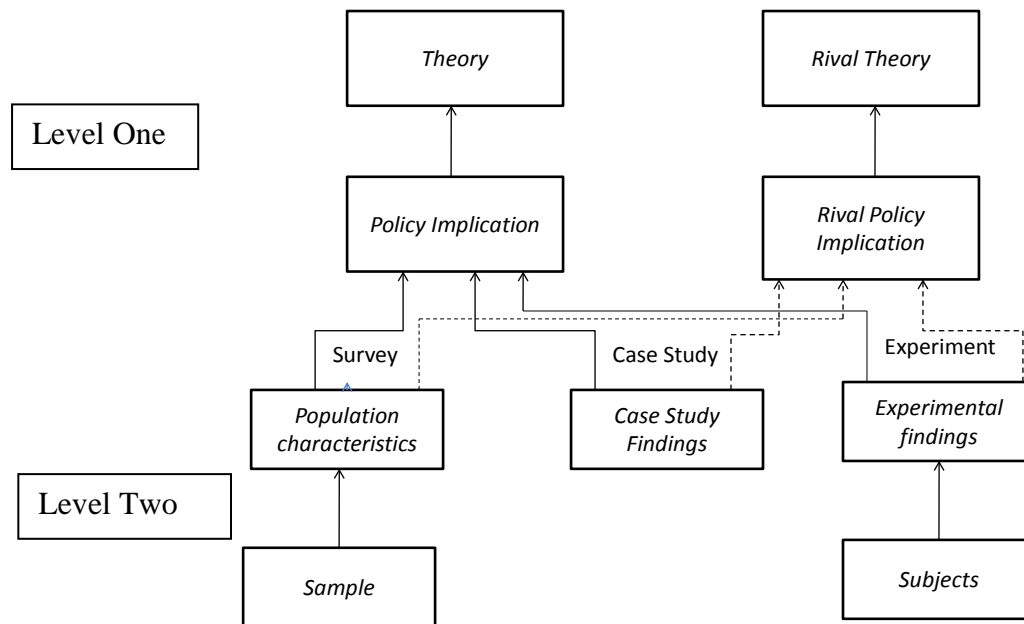 Theory
Rival Theory
Level One
Policy Implication
Rival Policy
Implication
Survey
Case Study
Experiment
Population
characteristics
Case Study
Findings
Experimental
findings
Level Two
Sample
Subjects